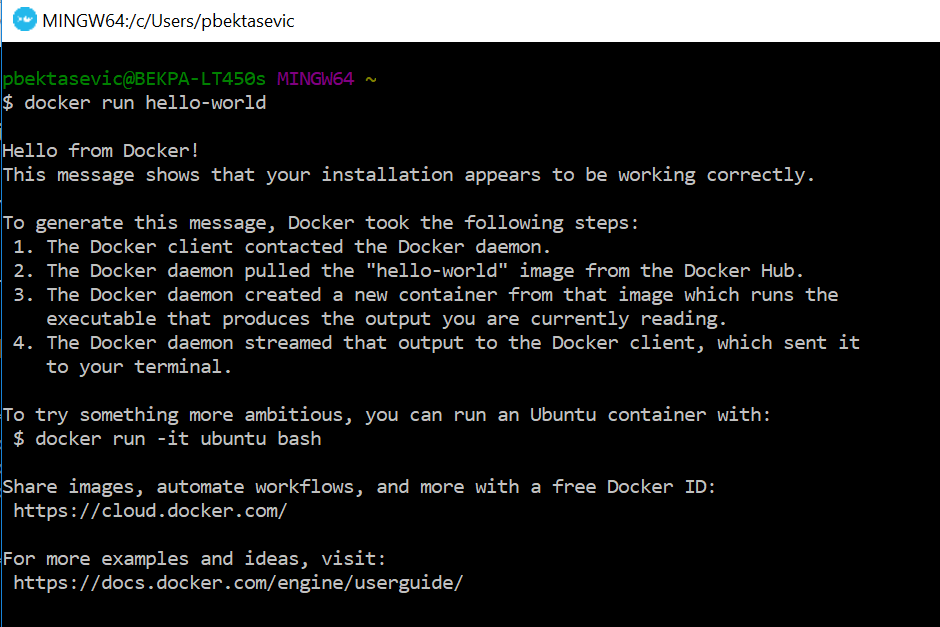 MINGW64:/c/Users/pbektasevic
pbektasevic@BEKPA-LT450s MINGW64 ~
$ docker run hello-world
Hello from Docker!
This message shows that your installation appears to be working correctly.
To generate this message, Docker took the following steps:
1. The Docker client contacted the Docker daemon.
2. The Docker daemon pulled the "hello-world" image from the Docker Hub.
3. The Docker daemon created a new container from that image which runs the
executable that produces the output you are currently reading.
4. The Docker daemon streamed that output to the Docker client, which sent it
to your terminal.
To try something more ambitious, you can run an Ubuntu container with:
$ docker run -it ubuntu bash
Share images, automate workflows, and more with a free Docker ID:
https://cloud.docker.com/
For more examples and ideas, visit:
https://docs.docker.com/engine/userguide/